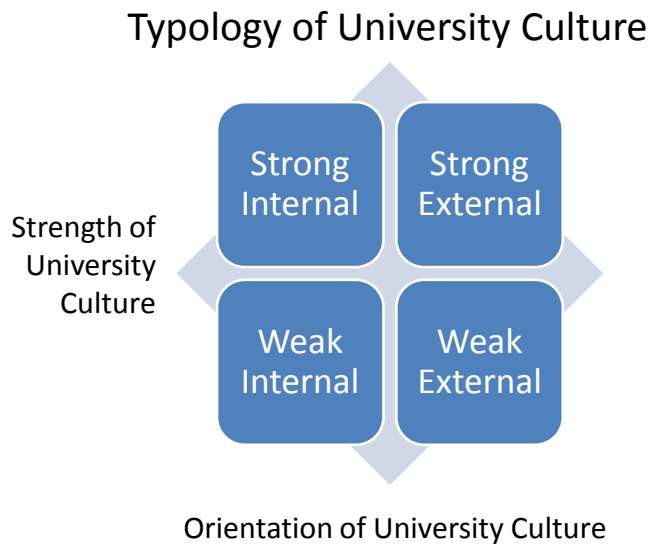 Typology of University Culture
Strong
Internal
Strong
External
Strength of
University
Culture
Weak
Internal
Weak
External
Orientation of University Culture